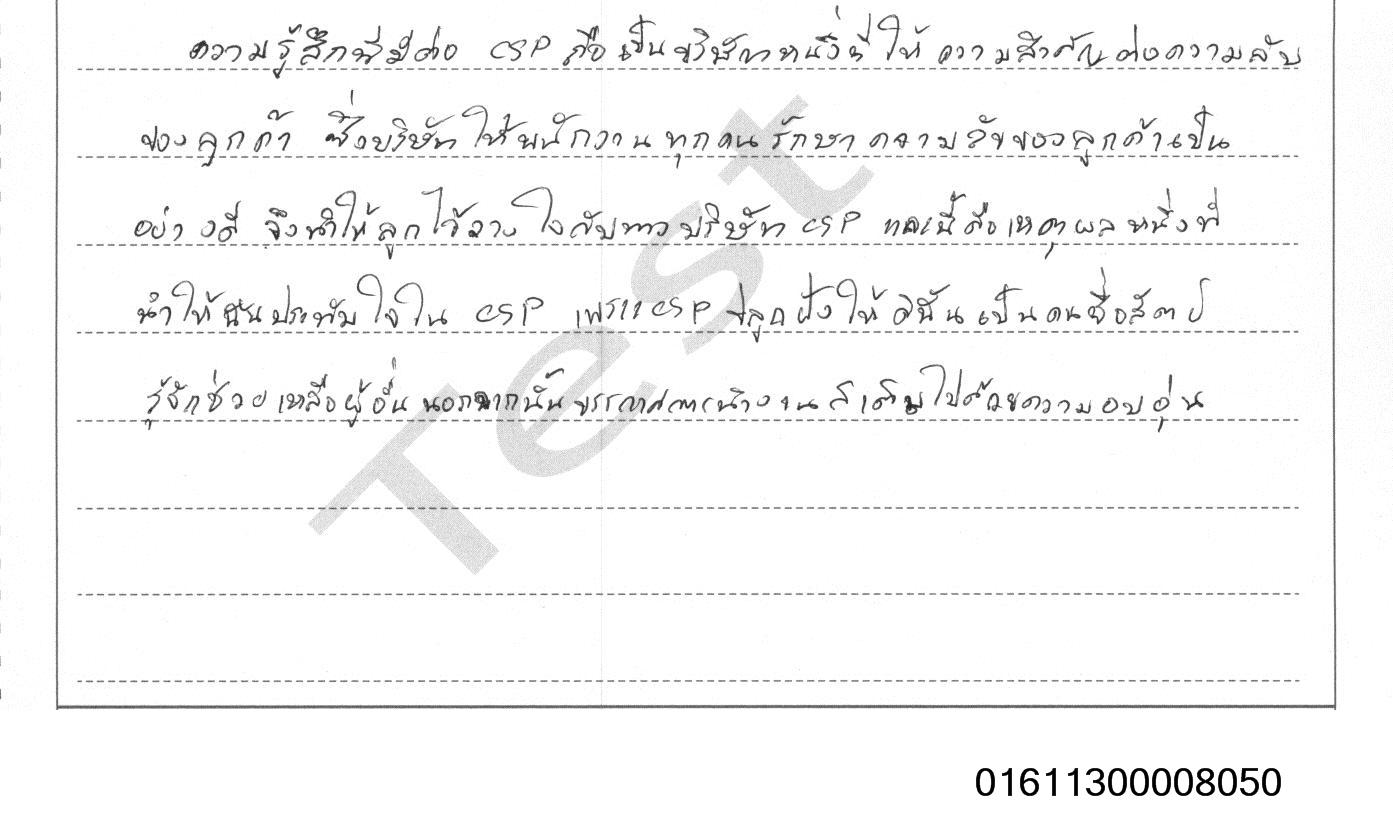 ความรู้สึกที่มีต่อ CSP คือเป็นบริษัทหนึ่งที่ให้ความสำคัญต่อความลับ
ของลูกค้า ซึ่งบริษัทให้พนักงานทุกคนรักษาความลับของลูกค้าเป็น
อย่างดี จึงทำให้ลูกไว้วางใจกับทางบริษัท CSP และนี้คือเหตุผลหนึ่งที่
ทำให้ฉันประทับใจใน CSP เพราะ CSP ปลูกฝังให้ดิฉันเป็นคนซื่อสัตย์
รู้จักช่วยเหลือผู้อื่น นอกจากนั้นบรรยากาศการทำงานก็เต็มไปด้วยความอบอุ่น
Test
01611300008050